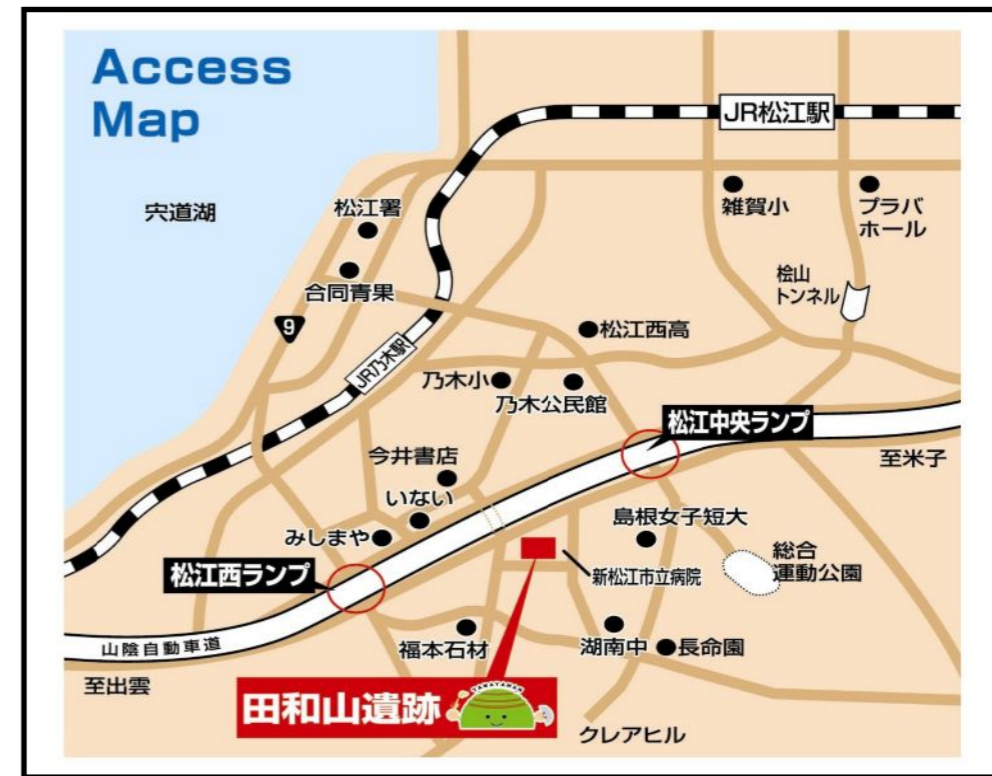 Access
Map
JR松江駅
宍道湖
松江署
雑賀小
プラバ
ホール
合同青果
桧山
トンネル
9
松江西高
JR乃木駅
乃木小
乃木公民館
松江中央ランプ
至米子
今井書店
いない
みしまや
島根女子短大
総合
運動公園
松江西ランプ
新松江市立病院
山陰自動車道
福本石材
湖南中
長命園
至出雲
田和山遺跡
TAWAYAMAN
クレアヒル